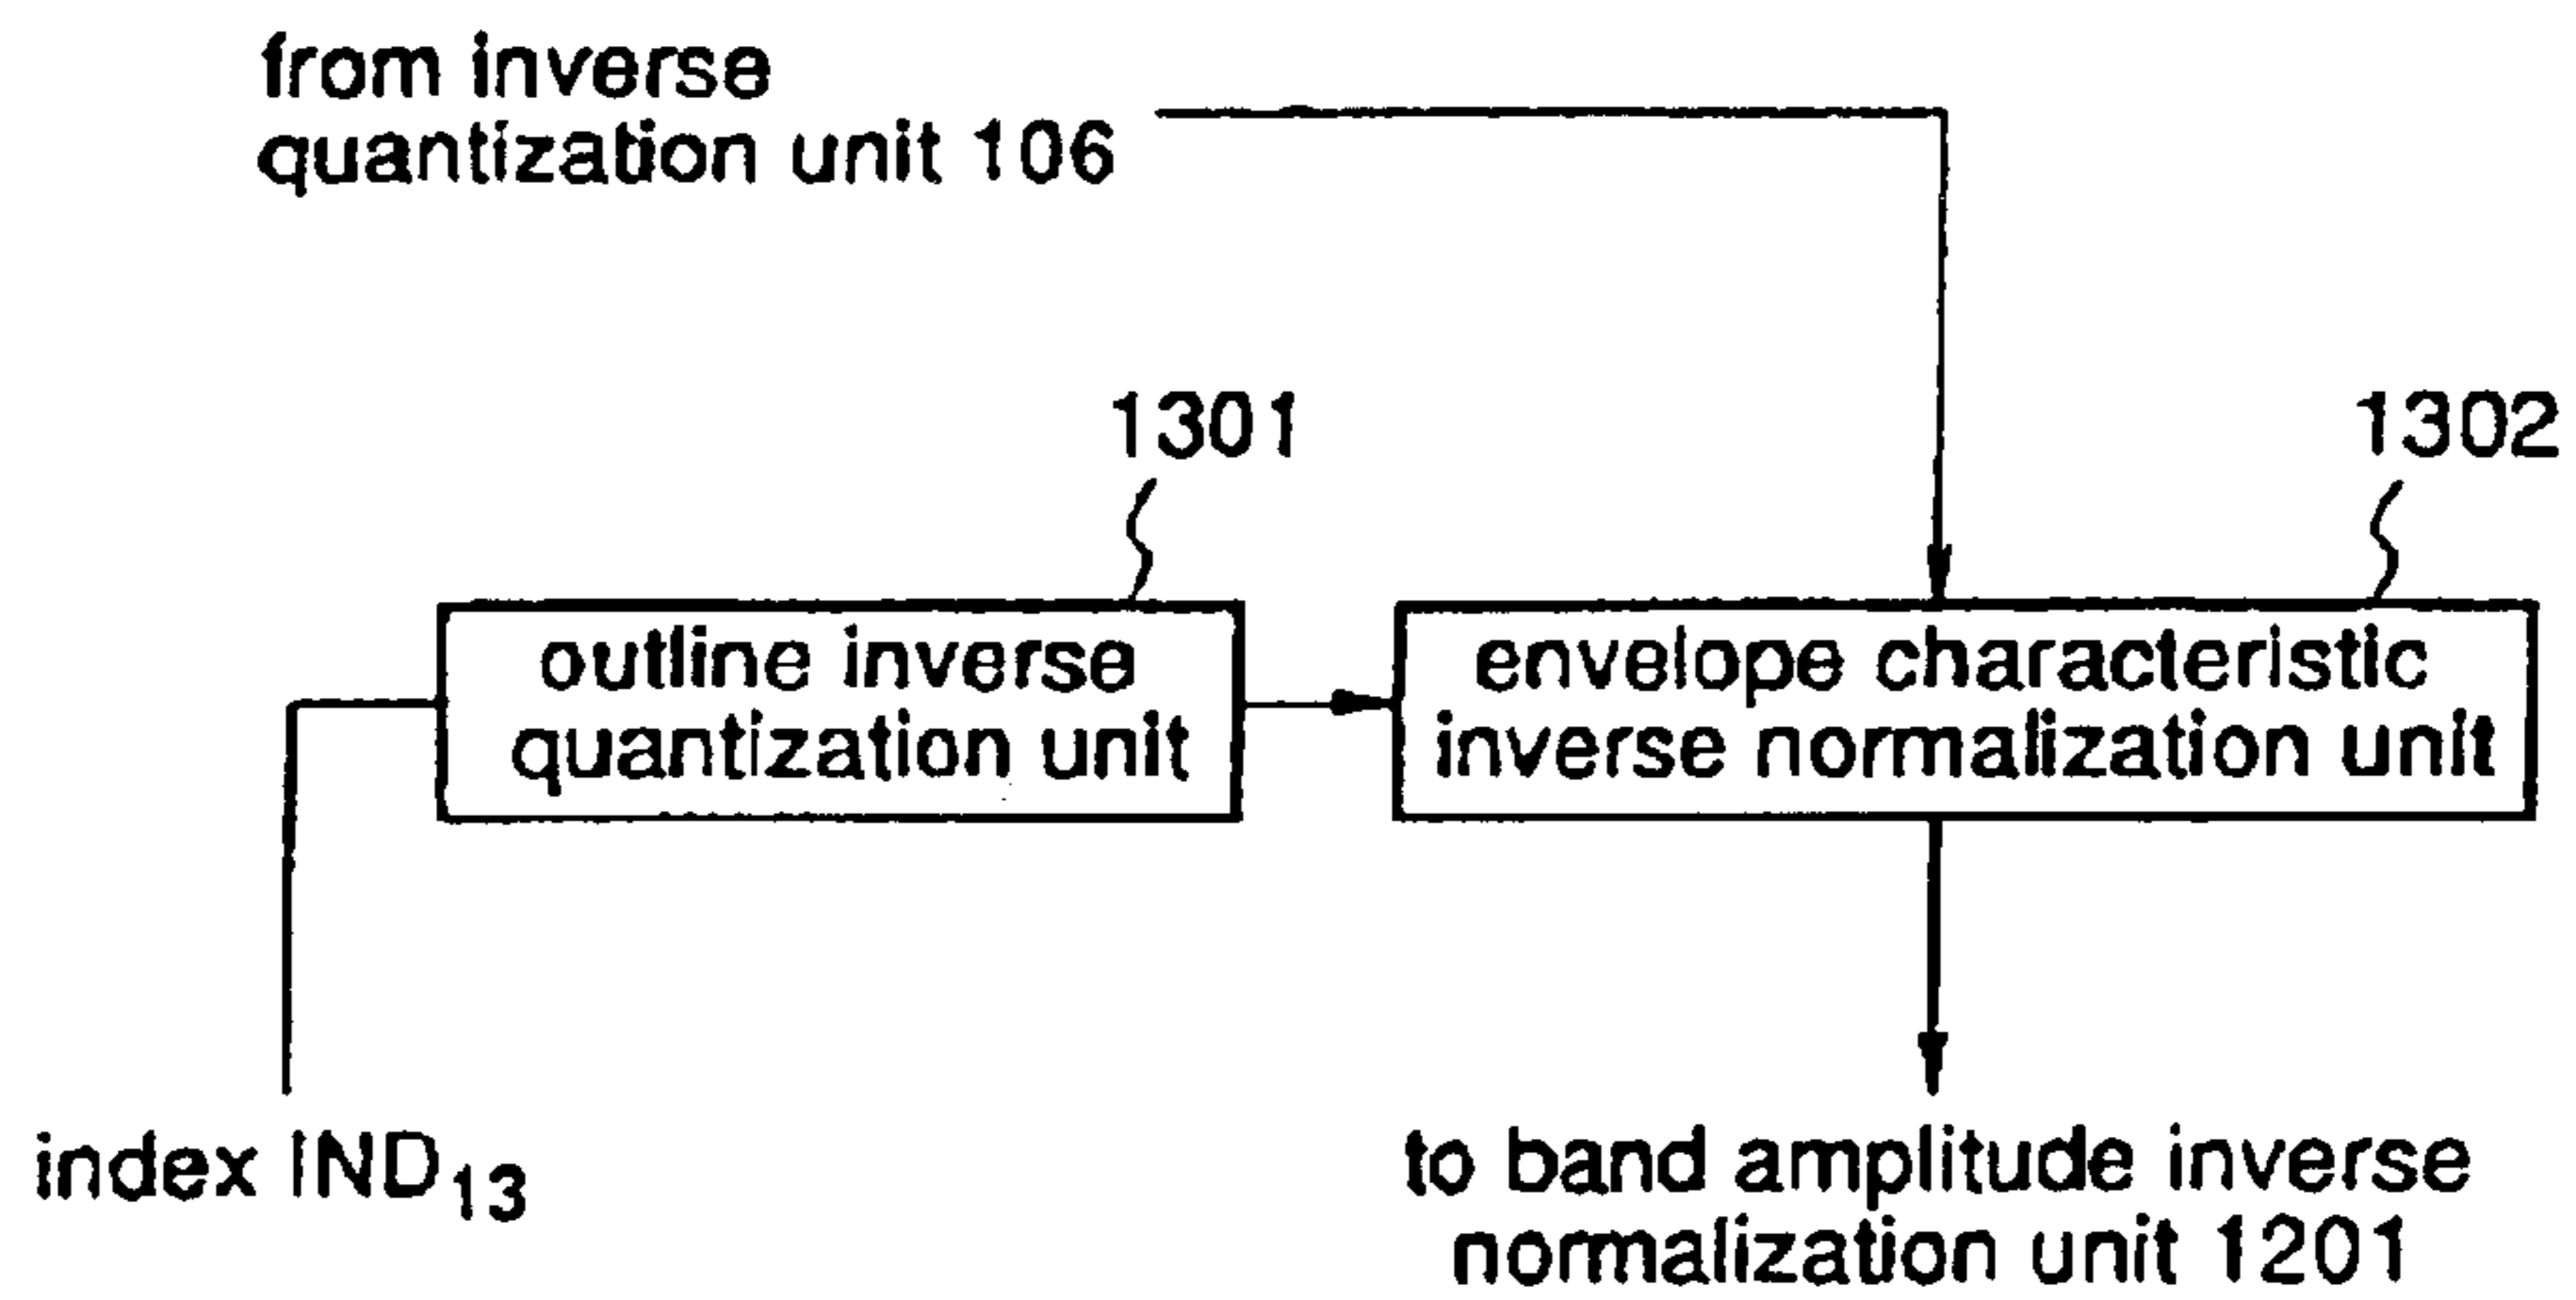 from inverse
quantization unit 106
1301
1302
outline inverse
quantization unit
envelope characteristic
inverse normalization unit
index IND13
to band amplitude inverse
normalization unit 1201